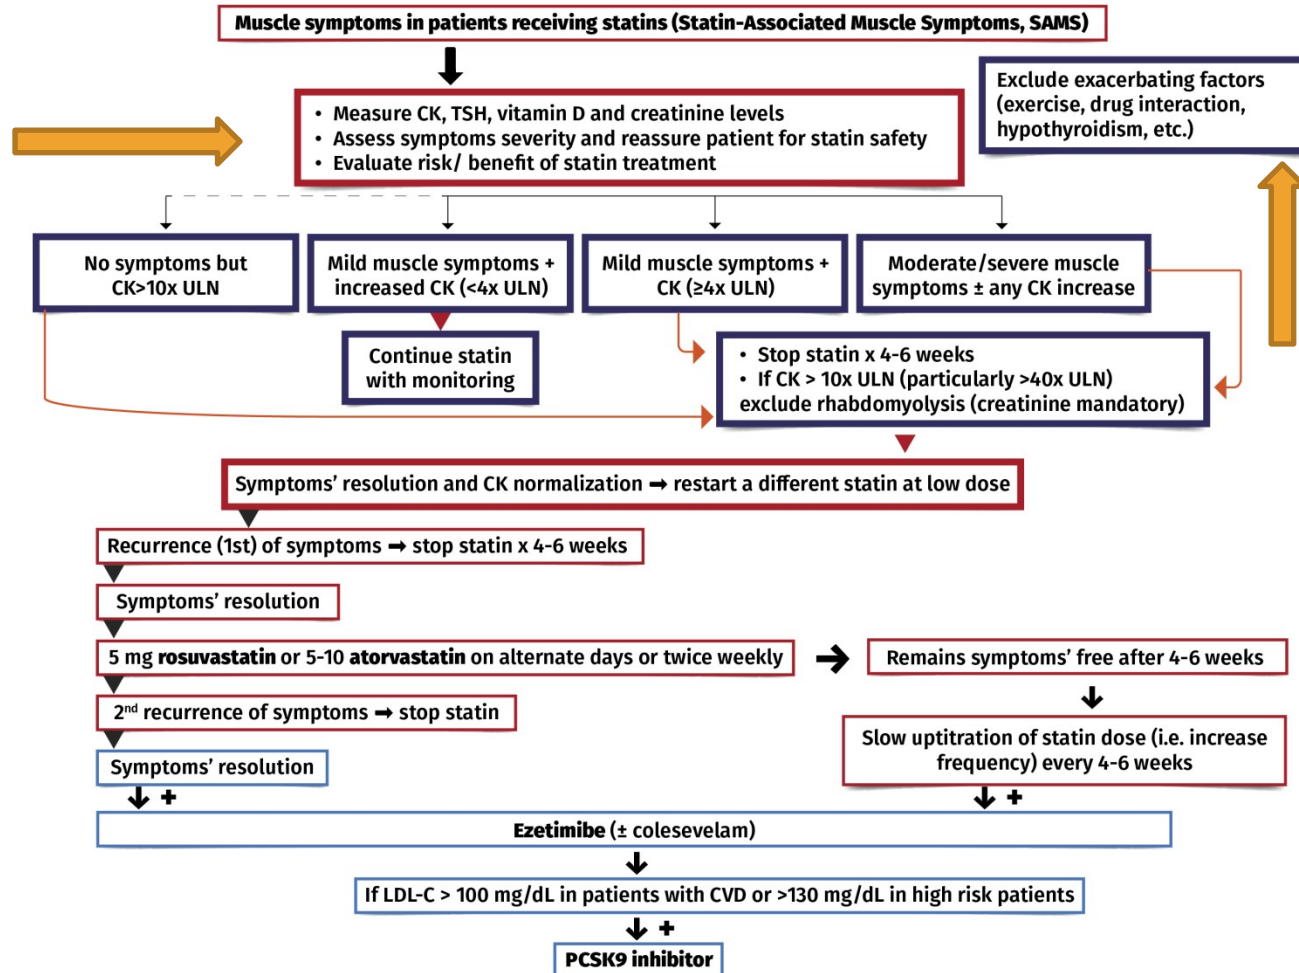 Muscle symptoms in patients receiving statins (Statin-Associated Muscle Symptoms, SAMS)
Exclude exacerbating factors
(exercise, drug interaction,
hypothyroidism, etc.)
• Measure CK, TSH, vitamin D and creatinine levels
• Assess symptoms severity and reassure patient for statin safety
• Evaluate risk/ benefit of statin treatment
No symptoms but
CK>10x ULN
Mild muscle symptoms +
increased CK (<4x ULN)
Mild muscle symptoms +
CK (≥4x ULN)
Moderate/severe muscle
symptoms ± any CK increase
Continue statin
with monitoring
• Stop statin x 4-6 weeks
• If CK > 10x ULN (particularly >40x ULN)
exclude rhabdomyolysis (creatinine mandatory)
Symptoms' resolution and CK normalization ➞ restart a different statin at low dose
Recurrence (1st) of symptoms ➞ stop statin x 4-6 weeks
Symptoms' resolution
5 mg rosuvastatin or 5-10 atorvastatin on alternate days or twice weekly
Remains symptoms' free after 4-6 weeks
2nd recurrence of symptoms ➞ stop statin
Slow uptitration of statin dose (i.e. increase
frequency) every 4-6 weeks
Symptoms' resolution
+
+
Ezetimibe (± colesevelam)
If LDL-C > 100 mg/dL in patients with CVD or >130 mg/dL in high risk patients
+
PCSK9 inhibitor